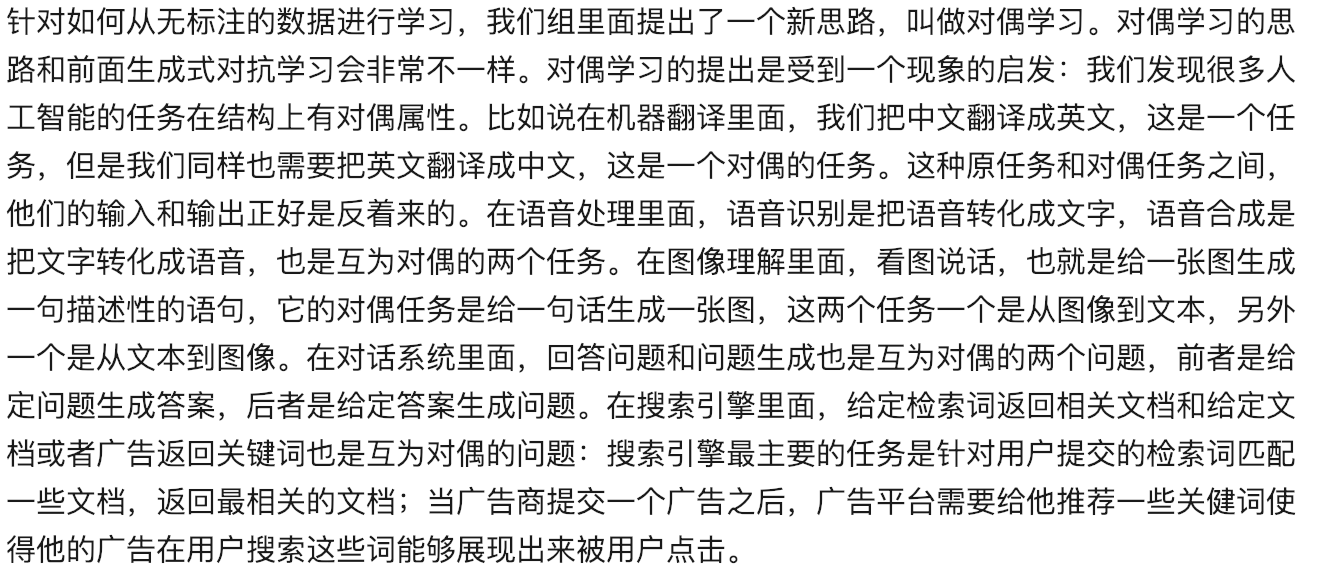 针对如何从无标注的数据进行学习，我们组里面提出了一个新思路，叫做对偶学习。对偶学习的思
路和前面生成式对抗学习会非常不一样。对偶学习的提出是受到一个现象的启发：我们发现很多人
工智能的任务在结构上有对偶属性。比如说在机器翻译里面，我们把中文翻译成英文，这是一个任
务，但是我们同样也需要把英文翻译成中文，这是一个对偶的任务。这种原任务和对偶任务之间，
他们的输入和输出正好是反着来的。在语音处理里面，语音识别是把语音转化成文字，语音合成是
把文字转化成语音，也是互为对偶的两个任务。在图像理解里面，看图说话，也就是给一张图生成
一句描述性的语句，它的对偶任务是给一句话生成一张图，这两个任务一个是从图像到文本，另外
一个是从文本到图像。在对话系统里面，回答问题和问题生成也是互为对偶的两个问题，前者是给
定问题生成答案，后者是给定答案生成问题。在搜索引擎里面，给定检索词返回相关文档和给定文
档或者广告返回关键词也是互为对偶的问题：搜索引擎最主要的任务是针对用户提交的检索词匹配
一些文档，返回最相关的文档；当广告商提交一个广告之后，广告平台需要给他推荐一些关健词使
得他的广告在用户搜索这些词能够展现出来被用户点击。